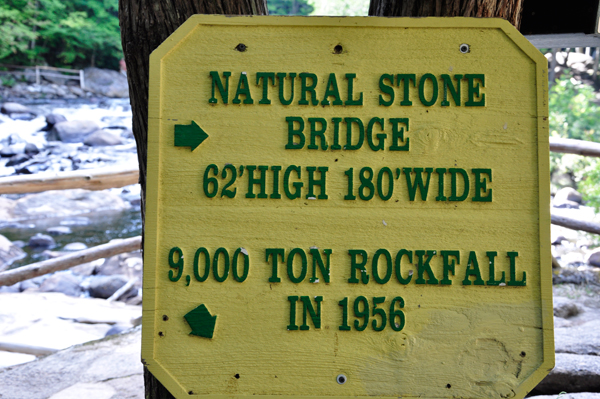 NATURAL STONE
BRIDGE
62'HIGH 180'WIDE
9,000 TON ROCKFALL
IN 1956